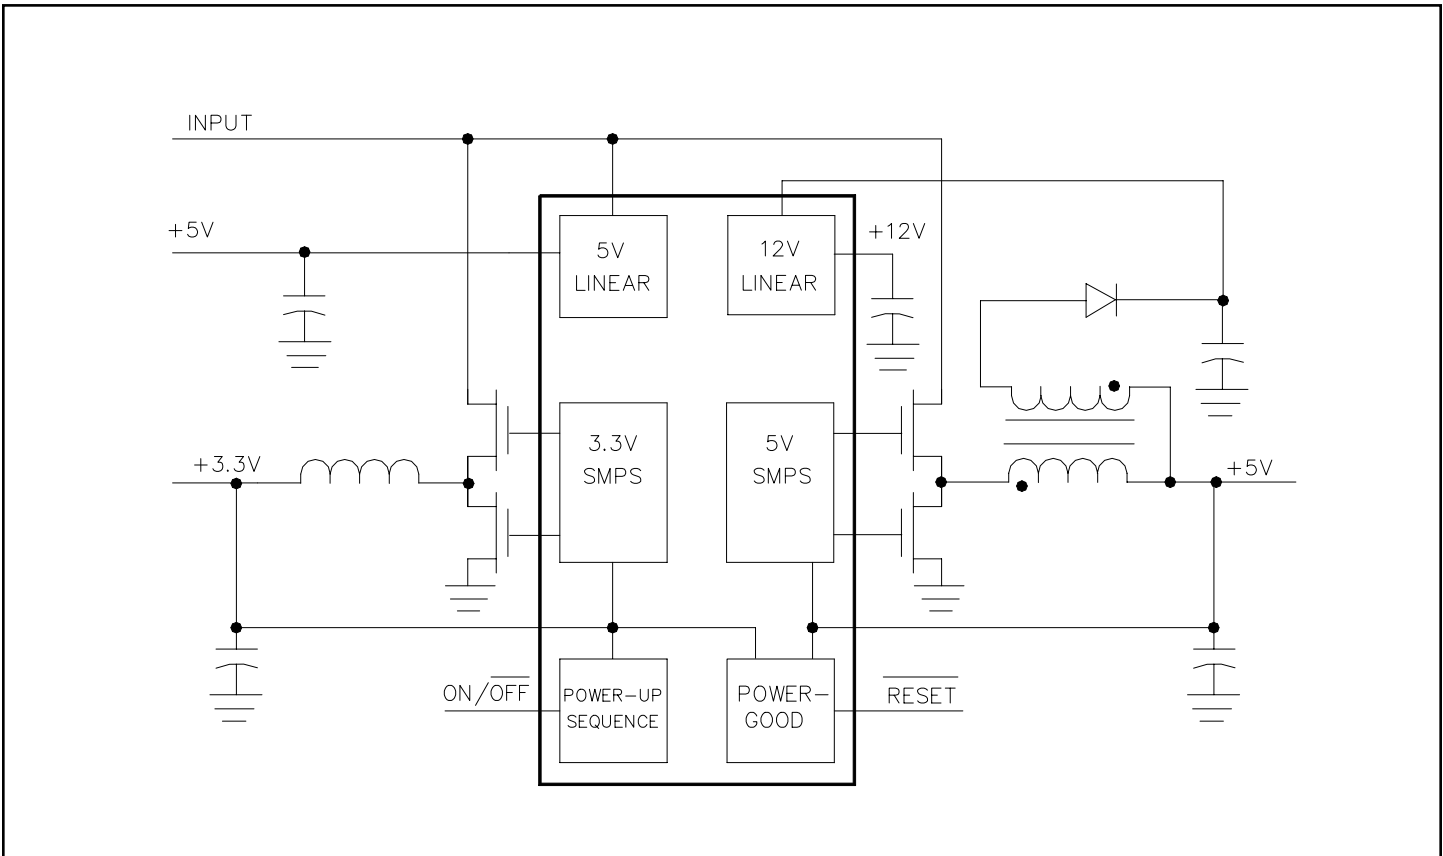 INPUT
+5V
5V
LINEAR
12V
LINEAR
+12V
+3.3V
3.3V
SMPS
5V
SMPS
+5V
ON/OFF
POWER-UP
SEQUENCE
POWER-
GOOD
RESET